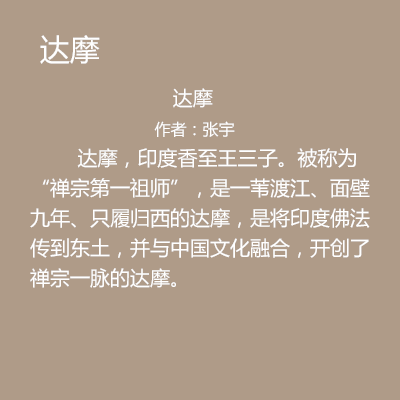 达摩
达摩
作者：张宇
达摩，印度香至王三子。被称为
“禅宗第一祖师”，是一苇渡江、面壁
九年、只履归西的达摩，是将印度佛法
传到东土，并与中国文化融合，开创了
禅宗一脉的达摩。